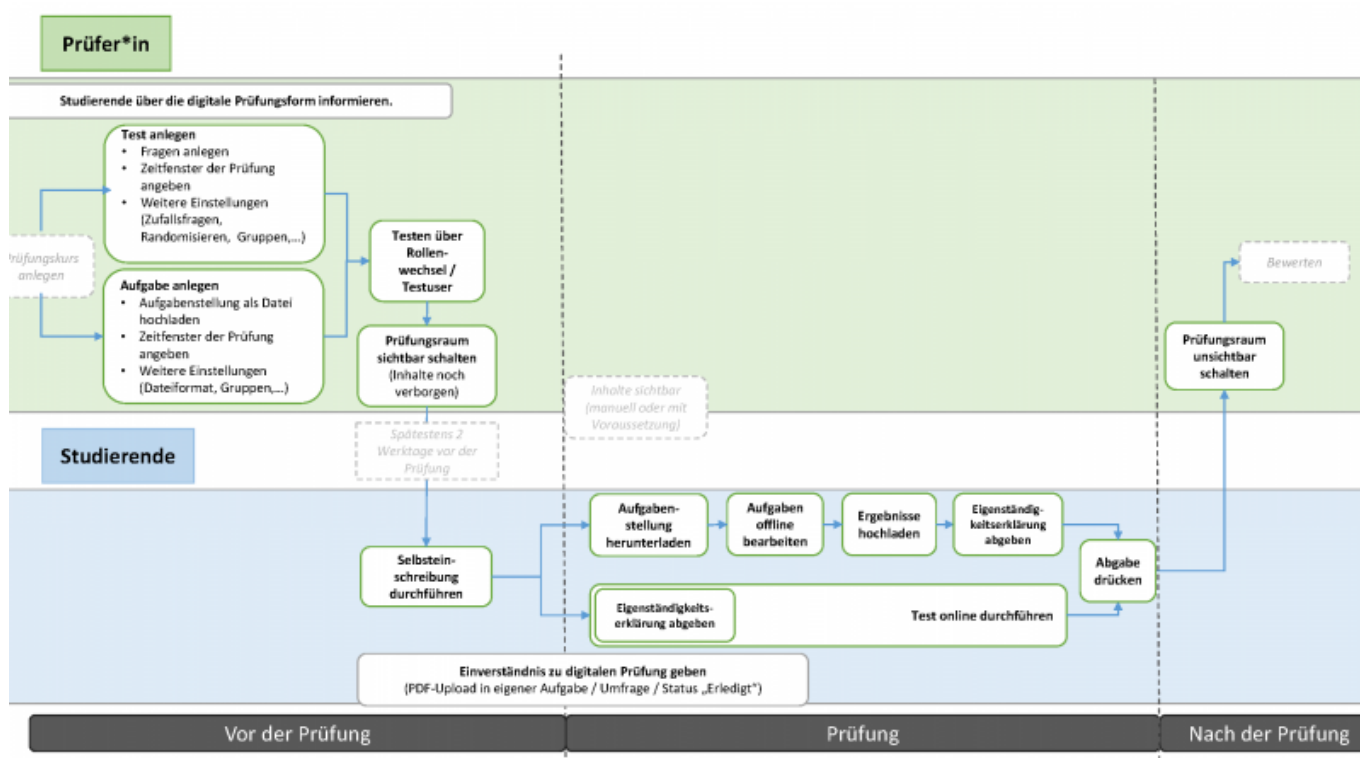 Prüfer*in
Studierende über die digitale Prüfungsform informieren.
Test anlegen
• Fragen anlegen
• Zeitfenster der Prüfung
angeben
• Weitere Einstellungen
(Zufallsfragen,
Randomisieren, Gruppen,...)
Prüfungskurs
anlegen
Aufgabe anlegen
• Aufgabenstellung als Datei
hochladen
• Zeitfenster der Prüfung
angeben
• Weitere Einstellungen
(Dateiformat, Gruppen,...)
Testen über
Rollen-
wechsel /
Testuser
Prüfungsraum
sichtbar schalten
(Inhalte noch
verborgen)
Inhalte sichtbar
(manuell oder mit
Voraussetzung)
Bewerten
Prüfungsraum
unsichtbar
schalten
Studierende
Spätestens 2
Werktage vor der
Prüfung
Selbstein-
schreibung
durchführen
Aufgaben-
stellung
herunterladen
Aufgaben
offline
bearbeiten
Ergebnisse
hochladen
Eigenständig-
keitserklärung
abgeben
Abgabe
drücken
Eigenständigkeits-
erklärung abgeben
Test online durchführen
Einverständnis zu digitalen Prüfung geben
(PDF-Upload in eigener Aufgabe / Umfrage / Status „Erledigt“)
Vor der Prüfung
Prüfung
Nach der Prüfung